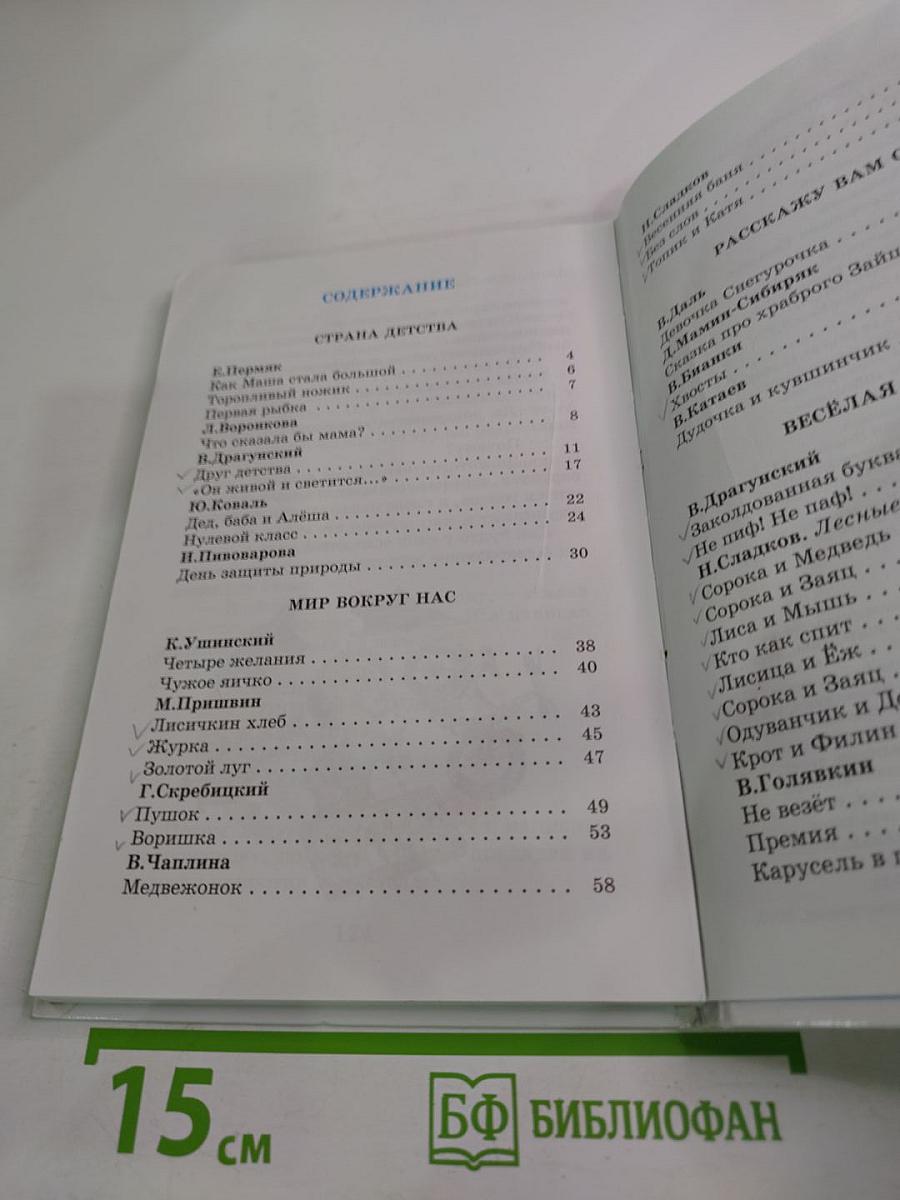 СОДЕРЖАНИЕ
СТРАНА ДЕТСТВА
Е.Пермяк
Как Маша стала большой . . . . . . . . . . . . . . 4
Торопливый ножик . . . . . . . . . . . . . . . . . . 6
Первая рыбка . . . . . . . . . . . . . . . . . . . . . 7
Л.Воронкова
Что сказала бы мама? . . . . . . . . . . . . . . . . 8
В.Драгунский
Друг детства . . . . . . . . . . . . . . . . . . . . . 11
«Он живой и светится...» . . . . . . . . . . . . . . 17
Ю.Коваль
Дед, баба и Алёша . . . . . . . . . . . . . . . . . . 22
Нулевой класс . . . . . . . . . . . . . . . . . . . . 24
И.Пивоварова
День защиты природы . . . . . . . . . . . . . . . . 30
МИР ВОКРУГ НАС
К.Ушинский
Четыре желания . . . . . . . . . . . . . . . . . . . 38
Чужое яичко . . . . . . . . . . . . . . . . . . . . . 40
М.Пришвин
Лисичкин хлеб . . . . . . . . . . . . . . . . . . . . 43
Журка . . . . . . . . . . . . . . . . . . . . . . . . . 45
Золотой луг . . . . . . . . . . . . . . . . . . . . . 47
Г.Скребицкий
Пушок . . . . . . . . . . . . . . . . . . . . . . . . . 49
Воришка . . . . . . . . . . . . . . . . . . . . . . . 53
В.Чаплина
Медвежонок . . . . . . . . . . . . . . . . . . . . . 58
Н.Сладков
Весенняя баня . . . . . . . . . .
Без слов . . . . . . . . . . . . .
Топик и Катя . . . . . . . . . .
РАССКАЖУ ВАМ
В.Даль
Девочка Снегурочка . . . .
Д.Мамин-Сибиряк
Сказка про храброго
В.Бианки
Хвосты . . . . . . . . . .
В.Катаев
Дудочка и кувшинчик
ВЕСЁЛАЯ
В.Драгунский
Заколдованная буква
Не пиф! Не паф! . . .
Н.Сладков. Лесные
Сорока и Медведь
Сорока и Заяц . . .
Лиса и Мышь . . .
Кто как спит . . .
Лисица и Ёж . . .
Сорока и Заяц .
Одуванчик и
Крот и Филин
В.Голявкин
Не везёт . . .
Премия . . .
Карусель в
15 см
БФ БИБЛИОФАН